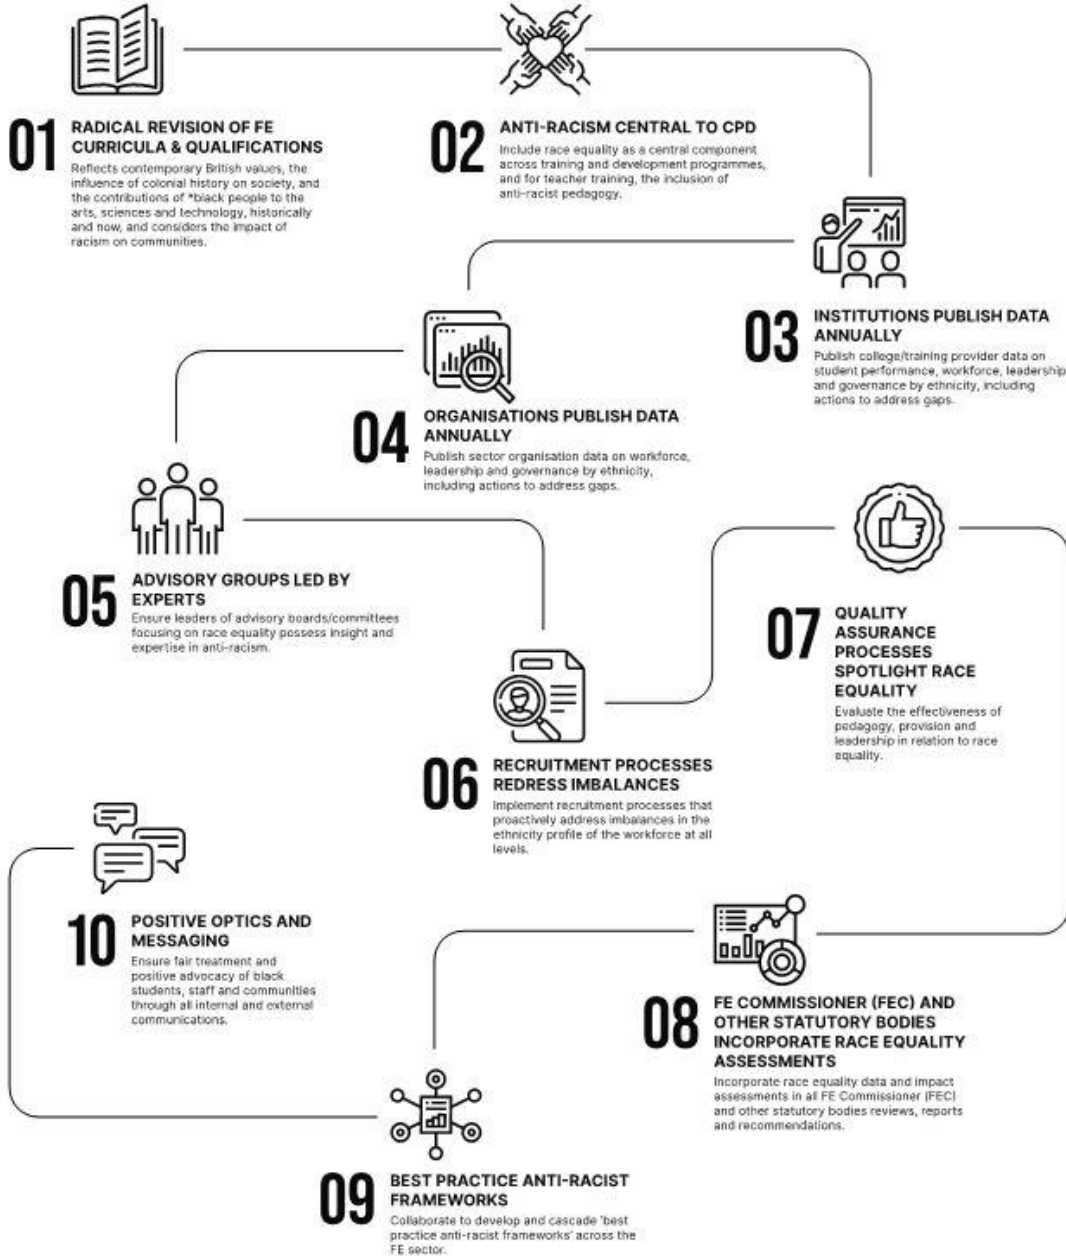 01
RADICAL REVISION OF FE
CURRICULA & QUALIFICATIONS
Reflects contemporary British values, the
influence of colonial history on society, and
the contributions of *black people to the
arts, sciences and technology, historically
and now, and considers the impact of
racism on communities.
02
ANTI-RACISM CENTRAL TO CPD
Include race equality as a central component
across training and development programmes,
and for teacher training, the inclusion of
anti-racist pedagogy.
03
INSTITUTIONS PUBLISH DATA
ANNUALLY
Publish college/training provider data on
student performance, workforce, leadership
and governance by ethnicity, including
actions to address gaps.
04
ORGANISATIONS PUBLISH DATA
ANNUALLY
Publish sector organisation data on workforce,
leadership and governance by ethnicity,
including actions to address gaps.
05
ADVISORY GROUPS LED BY
EXPERTS
Ensure leaders of advisory boards/committees
focusing on race equality possess insight and
expertise in anti-racism.
06
RECRUITMENT PROCESSES
REDRESS IMBALANCES
Implement recruitment processes that
proactively address imbalances in the
ethnicity profile of the workforce at all
levels.
07
QUALITY
ASSURANCE
PROCESSES
SPOTLIGHT RACE
EQUALITY
Evaluate the effectiveness of
pedagogy, provision and
leadership in relation to race
equality.
08
FE COMMISSIONER (FEC) AND
OTHER STATUTORY BODIES
INCORPORATE RACE EQUALITY
ASSESSMENTS
Incorporate race equality data and impact
assessments in all FE Commissioner (FEC)
and other statutory bodies reviews, reports
and recommendations.
09
BEST PRACTICE ANTI-RACIST
FRAMEWORKS
Collaborate to develop and cascade 'best
practice anti-racist frameworks' across the
FE sector.
10
POSITIVE OPTICS AND
MESSAGING
Ensure fair treatment and
positive advocacy of black
students, staff and communities
through all internal and external
communications.